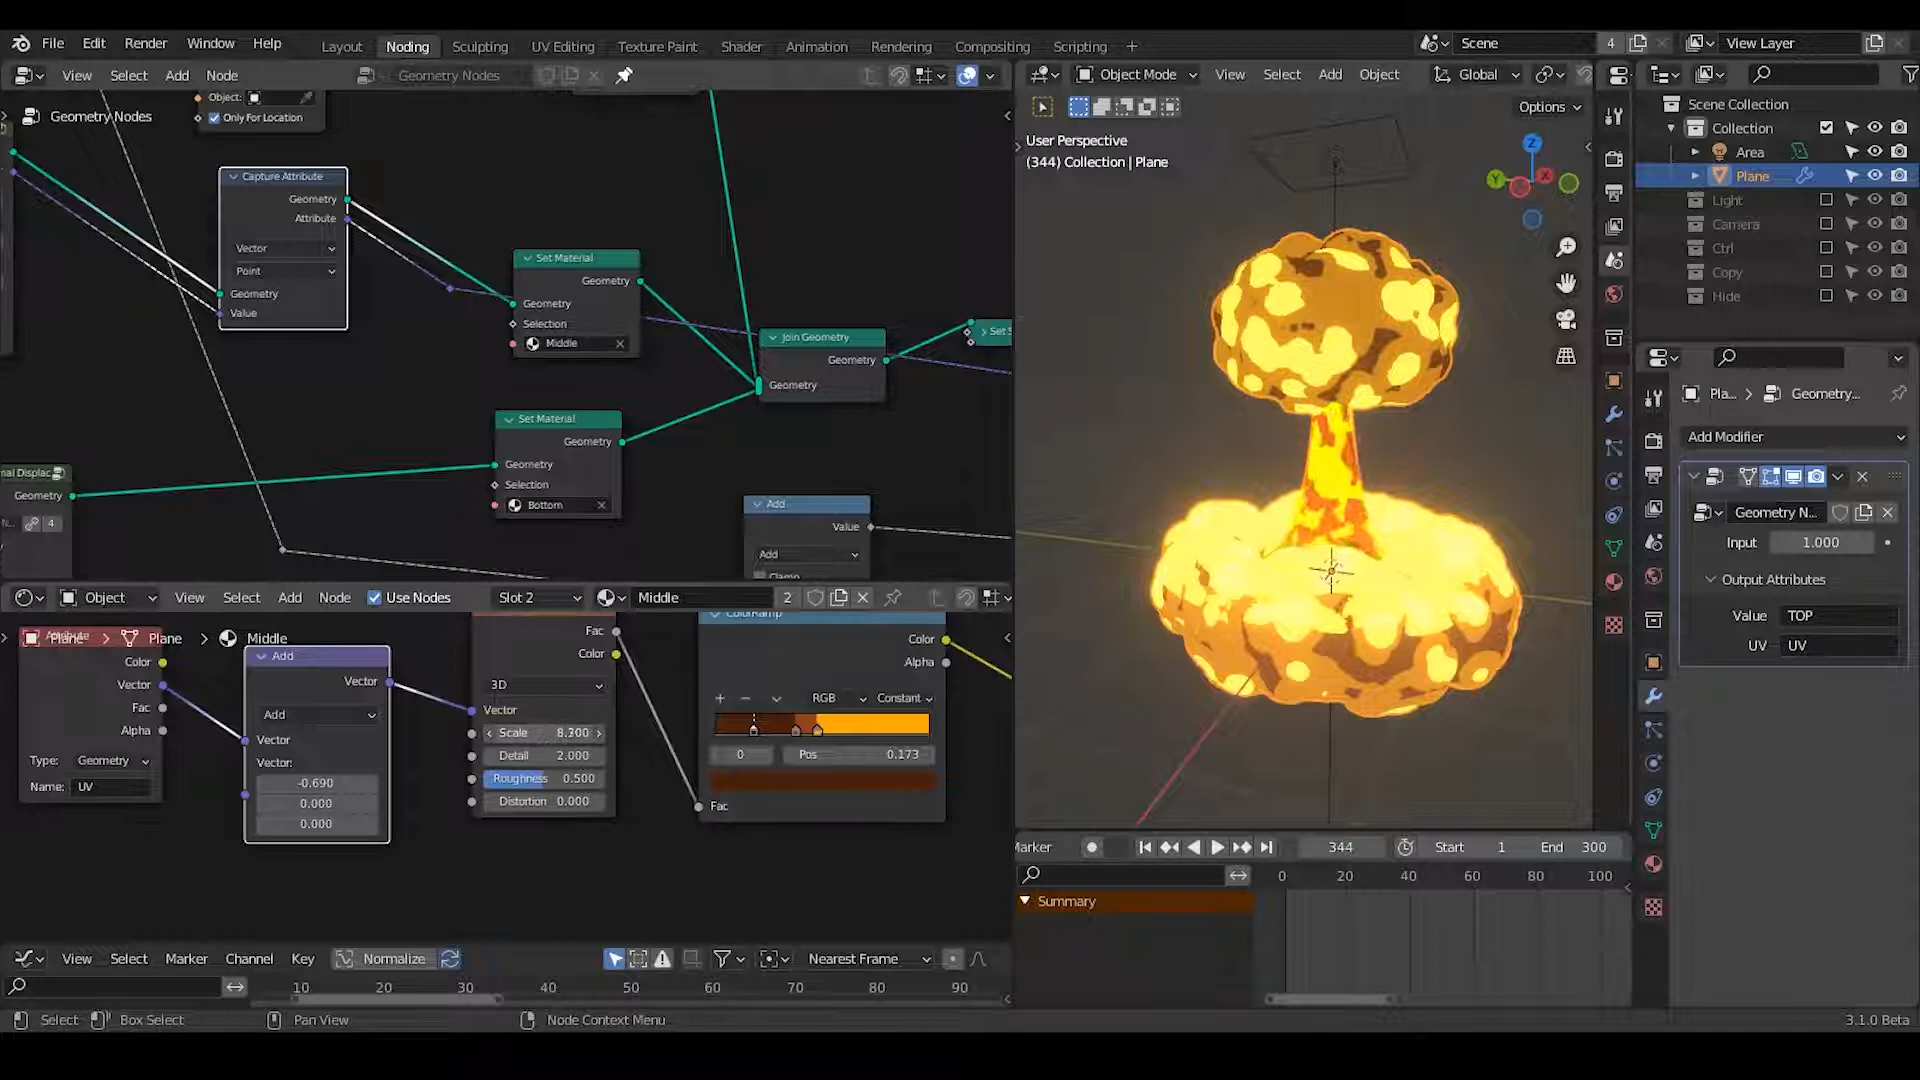 File Edit Render Window Help
Layout Noding Sculpting UV Editing Texture Paint Shader Animation Rendering Compositing Scripting +
Scene 4 View Layer
View Select Add Node Geometry Nodes
Object Mode View Select Add Object Global
Options
Object:
Only For Location
Geometry Nodes
User Perspective
(344) Collection | Plane
Z
Y
X
Scene Collection
Collection
Area
Plane
Light
Camera
Ctrl
Copy
Hide
Capture Attribute
Geometry
Attribute
Vector
Point
Geometry
Value
Set Material
Geometry
Geometry
Selection
Middle
Join Geometry
Geometry
Geometry
Set S
Set Material
Geometry
Geometry
Selection
Bottom
nal Displac
Geometry
N... 4
Add
Value
Add
Clamp
Pla... > Geometry...
Add Modifier
Geometry N...
Input 1.000
Output Attributes
Value TOP
UV UV
Object View Select Add Node Use Nodes Slot 2 Middle 2
Plane > Plane > Middle
Attribute
Color
Vector
Fac
Alpha
Type: Geometry
Name: UV
Add
Vector
Add
Vector
Vector:
-0.690
0.000
0.000
Fac
Color
3D
Vector
Scale 8.300
Detail 2.000
Roughness 0.500
Distortion 0.000
ColorRamp
Color
Alpha
+ − RGB Constant
0 Pos 0.173
Fac
Marker 344 Start 1 End 300
0 20 40 60 80 100
Summary
View Select Marker Channel Key Normalize Nearest Frame
10 20 30 40 50 60 70 80 90
Select Box Select Pan View Node Context Menu 3.1.0 Beta